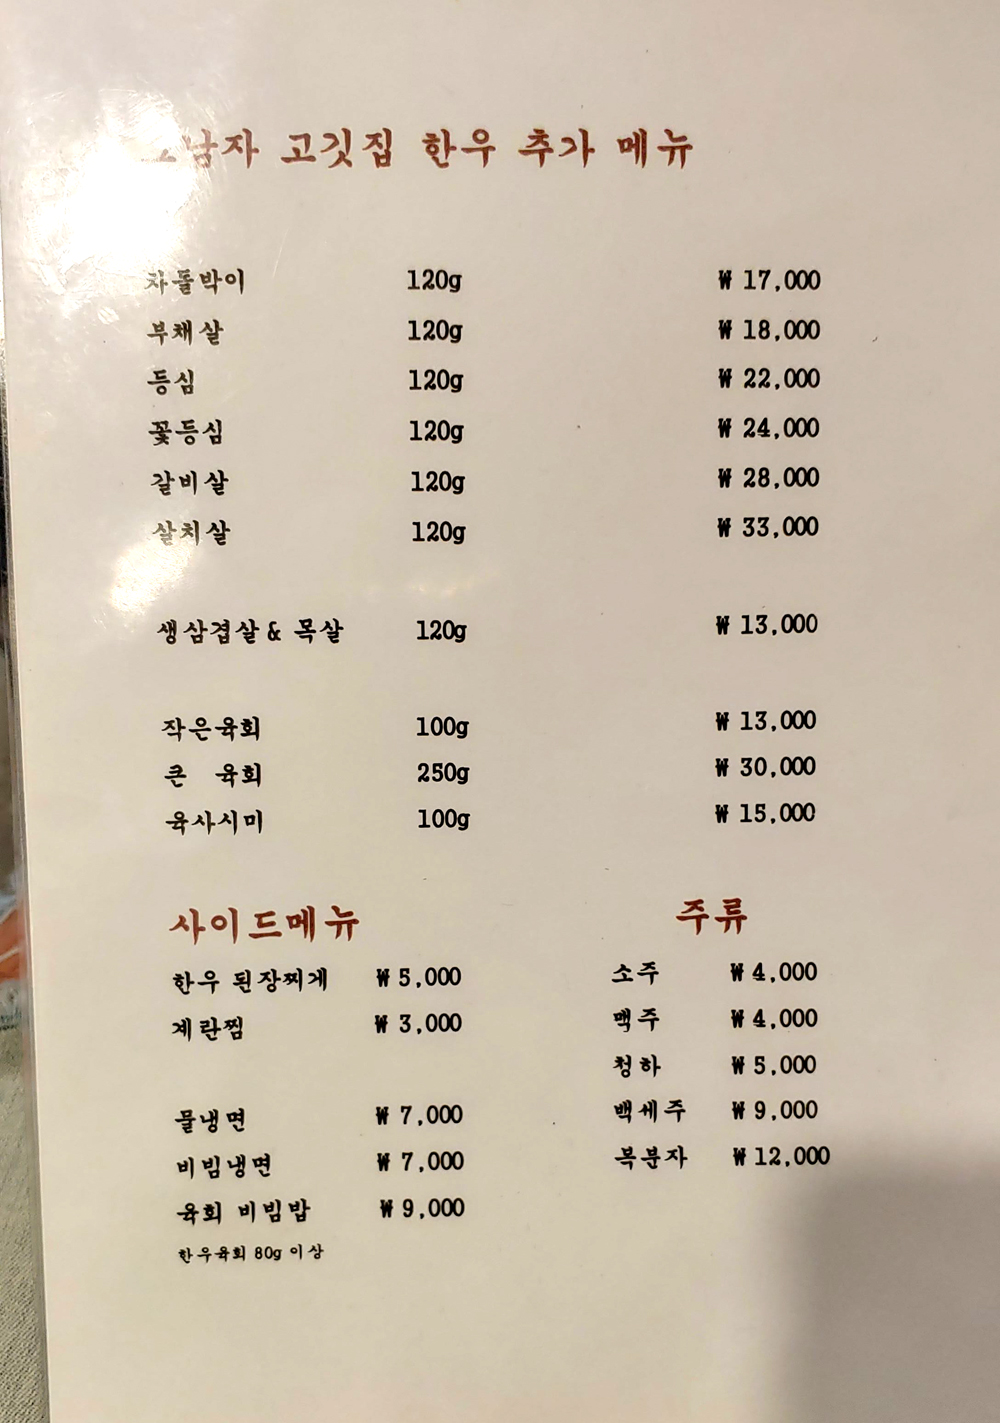 남자 고깃집 한우 추가 메뉴
차돌박이 120g ₩ 17,000
부채살 120g ₩ 18,000
등심 120g ₩ 22,000
꽃등심 120g ₩ 24,000
갈비살 120g ₩ 28,000
살치살 120g ₩ 33,000
생삼겹살 & 목살 120g ₩ 13,000
작은육회 100g ₩ 13,000
큰 육회 250g ₩ 30,000
육사시미 100g ₩ 15,000
사이드메뉴
한우 된장찌게 ₩ 5,000
계란찜 ₩ 3,000
물냉면 ₩ 7,000
비빔냉면 ₩ 7,000
육회 비빔밥 ₩ 9,000
한우육회 80g 이상
주류
소주 ₩ 4,000
맥주 ₩ 4,000
청하 ₩ 5,000
백세주 ₩ 9,000
복분자 ₩ 12,000